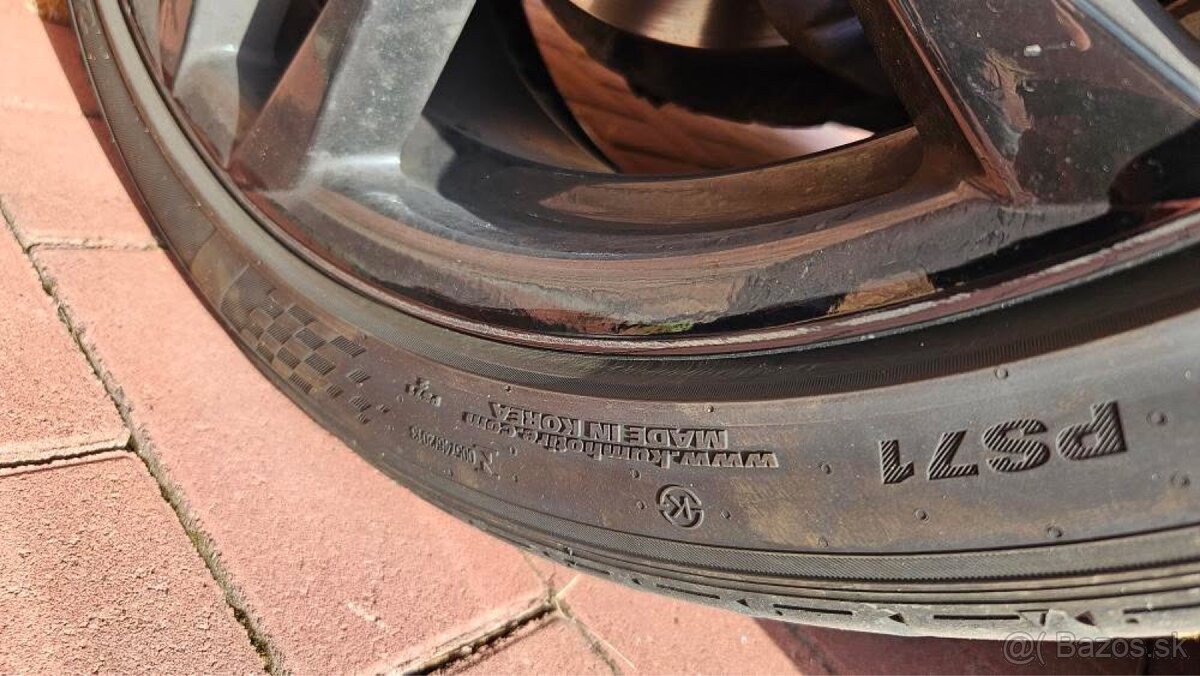 PS71
www.kumhotire.com
MADE IN KOREA
K
@( Bazos.sk